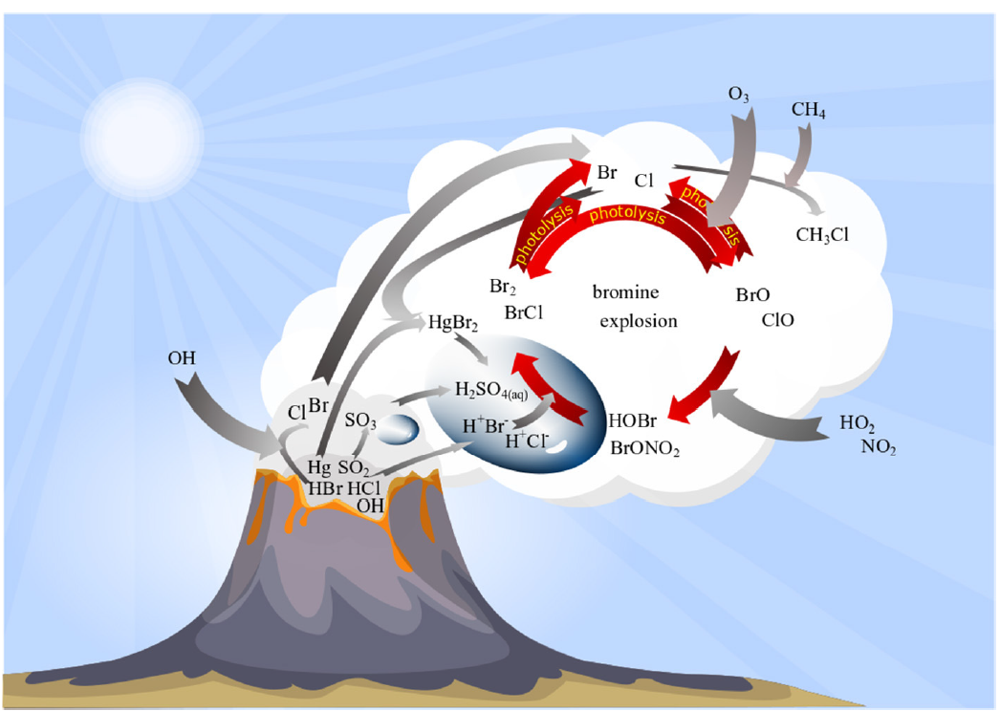 O₃
CH₄
Br
Cl
photolysis
photolysis
photolysis
CH₃Cl
Br₂
BrCl
bromine
explosion
BrO
ClO
HgBr₂
OH
H₂SO₄₍aq₎
Cl Br
SO₃
H⁺Br⁻
H⁺Cl⁻
HOBr
BrONO₂
HO₂
NO₂
Hg SO₂
HBr HCl
OH